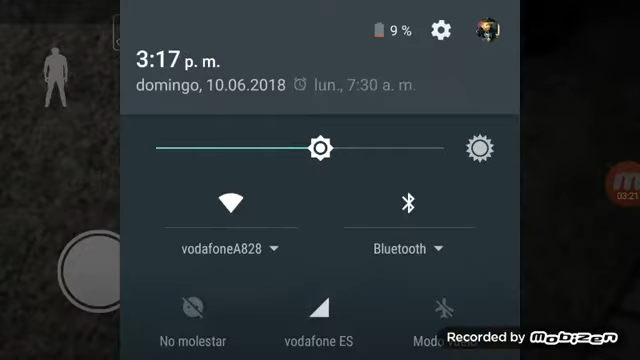 9 %
3:17 p. m.
domingo, 10.06.2018 lun., 7:30 a. m.
03:21
vodafoneA828 Bluetooth
No molestar vodafone ES Modo
Recorded by mobizen